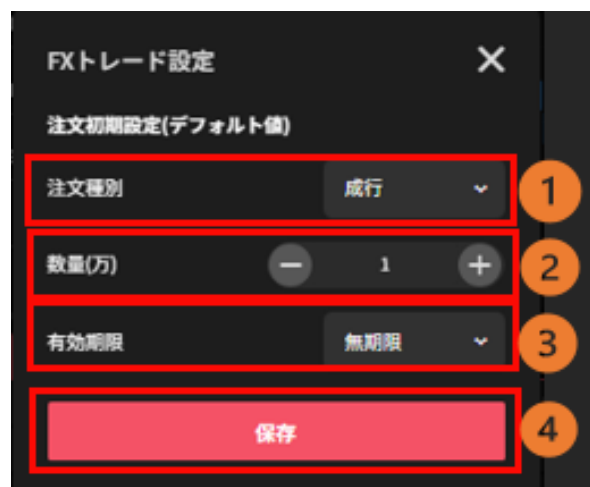 FXトレード設定 ×
注文初期設定(デフォルト値)
注文種別 成行 1
数量(万) − 1 + 2
有効期限 無期限 3
保存 4